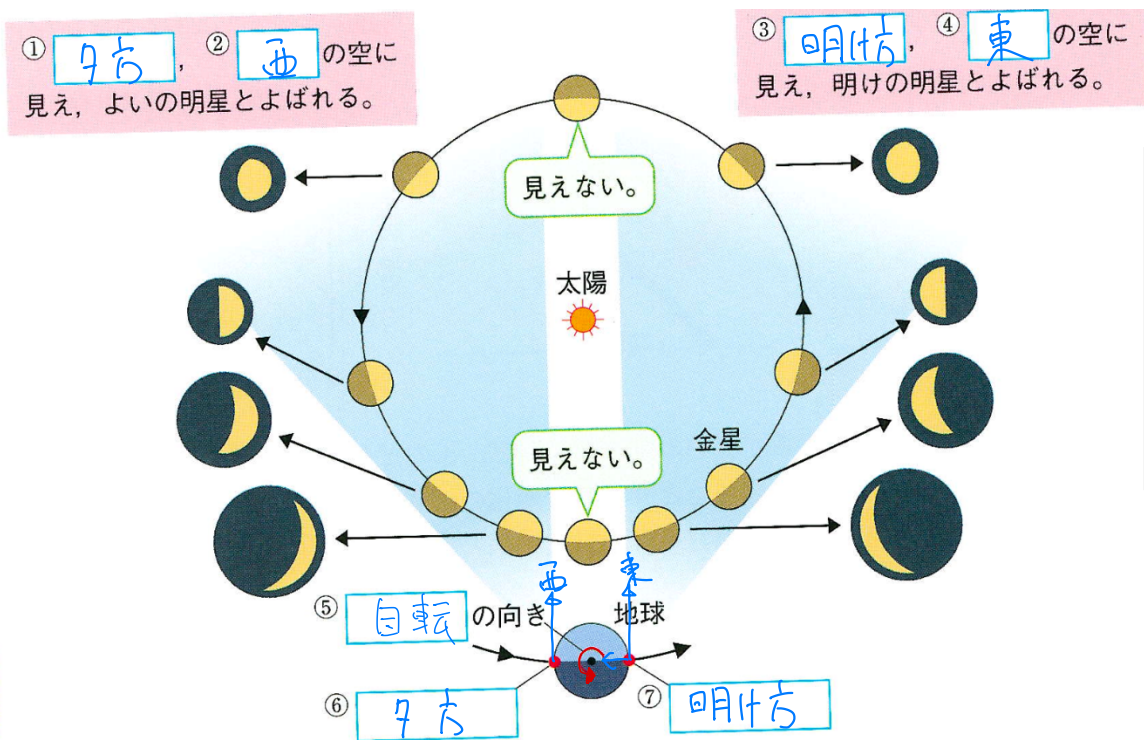 ① 夕方, ② 西 の空に
見え, よいの明星とよばれる。
③ 明け方, ④ 東 の空に
見え, 明けの明星とよばれる。
見えない。
太陽
金星
見えない。
西
東
⑤ 自転 の向き
地球
⑥ 夕方
⑦ 明け方